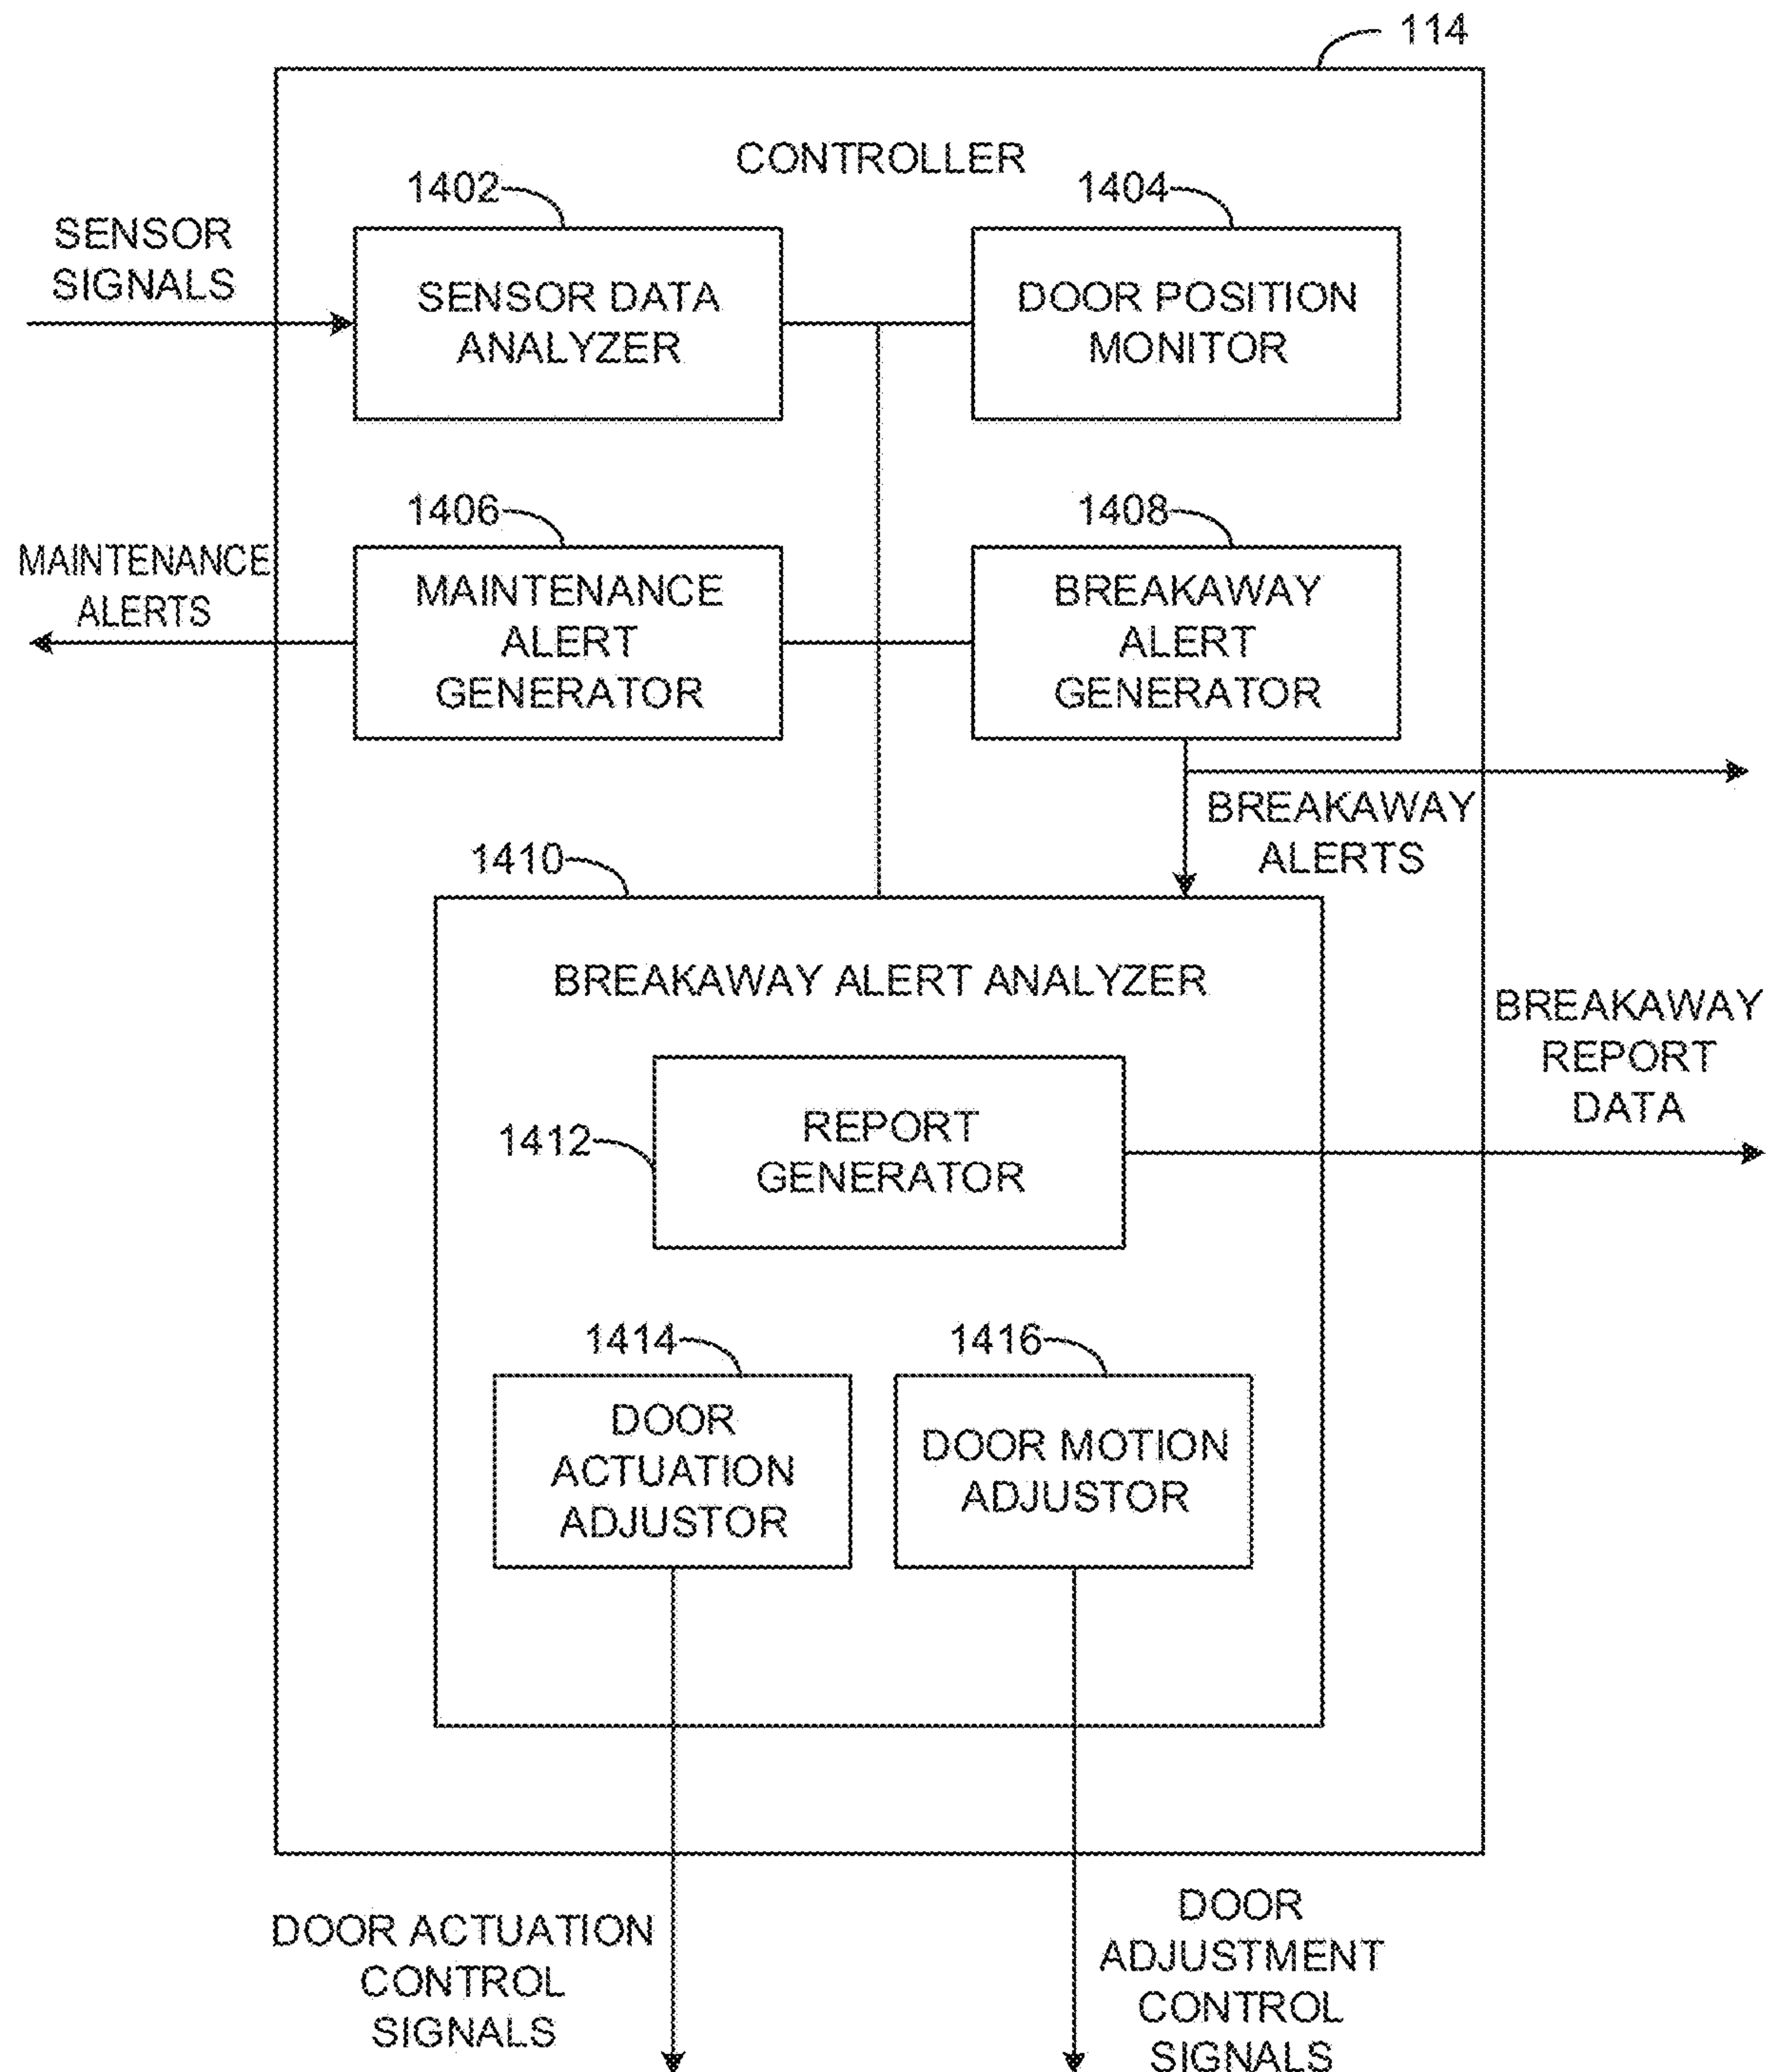 114
CONTROLLER
1402
1404
SENSOR
SIGNALS
SENSOR DATA
ANALYZER
DOOR POSITION
MONITOR
1406
1408
MAINTENANCE
ALERTS
MAINTENANCE
ALERT
GENERATOR
BREAKAWAY
ALERT
GENERATOR
BREAKAWAY
ALERTS
1410
BREAKAWAY ALERT ANALYZER
BREAKAWAY
REPORT
DATA
1412
REPORT
GENERATOR
1414
1416
DOOR
ACTUATION
ADJUSTOR
DOOR MOTION
ADJUSTOR
DOOR ACTUATION
CONTROL
SIGNALS
DOOR
ADJUSTMENT
CONTROL
SIGNALS